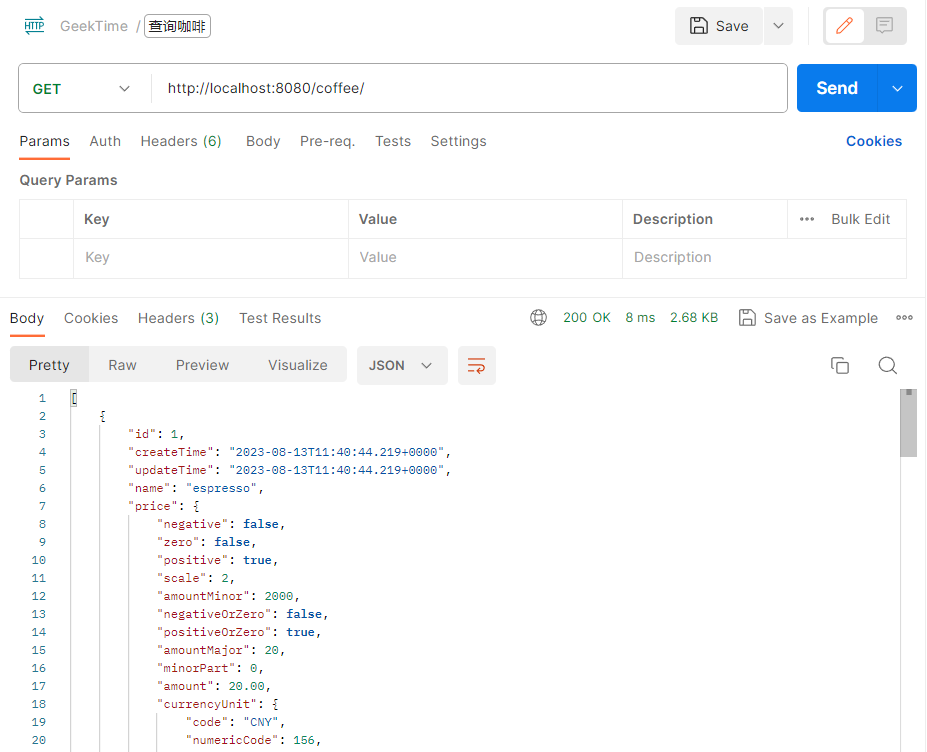 HTTP GeekTime / 查询咖啡 Save
GET http://localhost:8080/coffee/ Send
Params Auth Headers (6) Body Pre-req. Tests Settings Cookies
Query Params
Key Value Description ••• Bulk Edit
Key Value Description
Body Cookies Headers (3) Test Results 200 OK 8 ms 2.68 KB Save as Example
Pretty Raw Preview Visualize JSON
1 [
2 {
3 "id": 1,
4 "createTime": "2023-08-13T11:40:44.219+0000",
5 "updateTime": "2023-08-13T11:40:44.219+0000",
6 "name": "espresso",
7 "price": {
8 "negative": false,
9 "zero": false,
10 "positive": true,
11 "scale": 2,
12 "amountMinor": 2000,
13 "negativeOrZero": false,
14 "positiveOrZero": true,
15 "amountMajor": 20,
16 "minorPart": 0,
17 "amount": 20.00,
18 "currencyUnit": {
19 "code": "CNY",
20 "numericCode": 156,